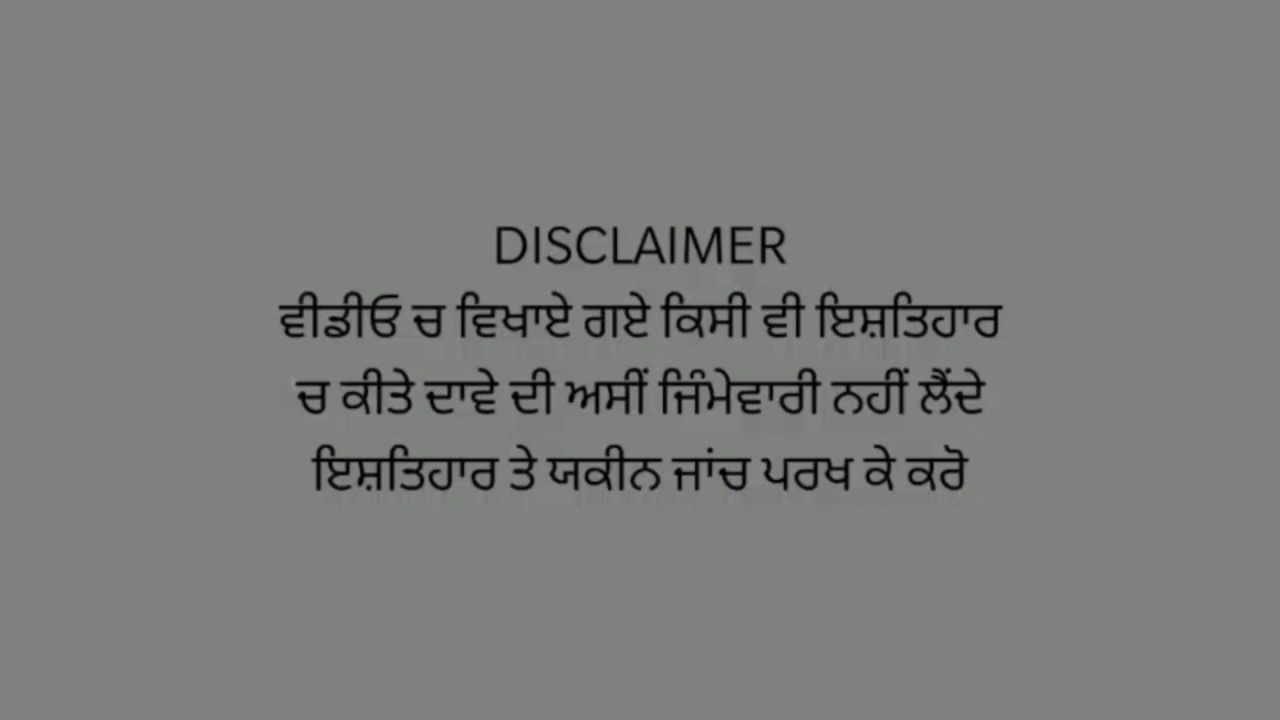 DISCLAIMER
ਵੀਡੀਓ ਚ ਵਿਖਾਏ ਗਏ ਕਿਸੀ ਵੀ ਇਸ਼ਤਿਹਾਰ
ਚ ਕੀਤੇ ਦਾਵੇ ਦੀ ਅਸੀਂ ਜਿੰਮੇਵਾਰੀ ਨਹੀਂ ਲੈਂਦੇ
ਇਸ਼ਤਿਹਾਰ ਤੇ ਯਕੀਨ ਜਾਂਚ ਪਰਖ ਕੇ ਕਰੋ